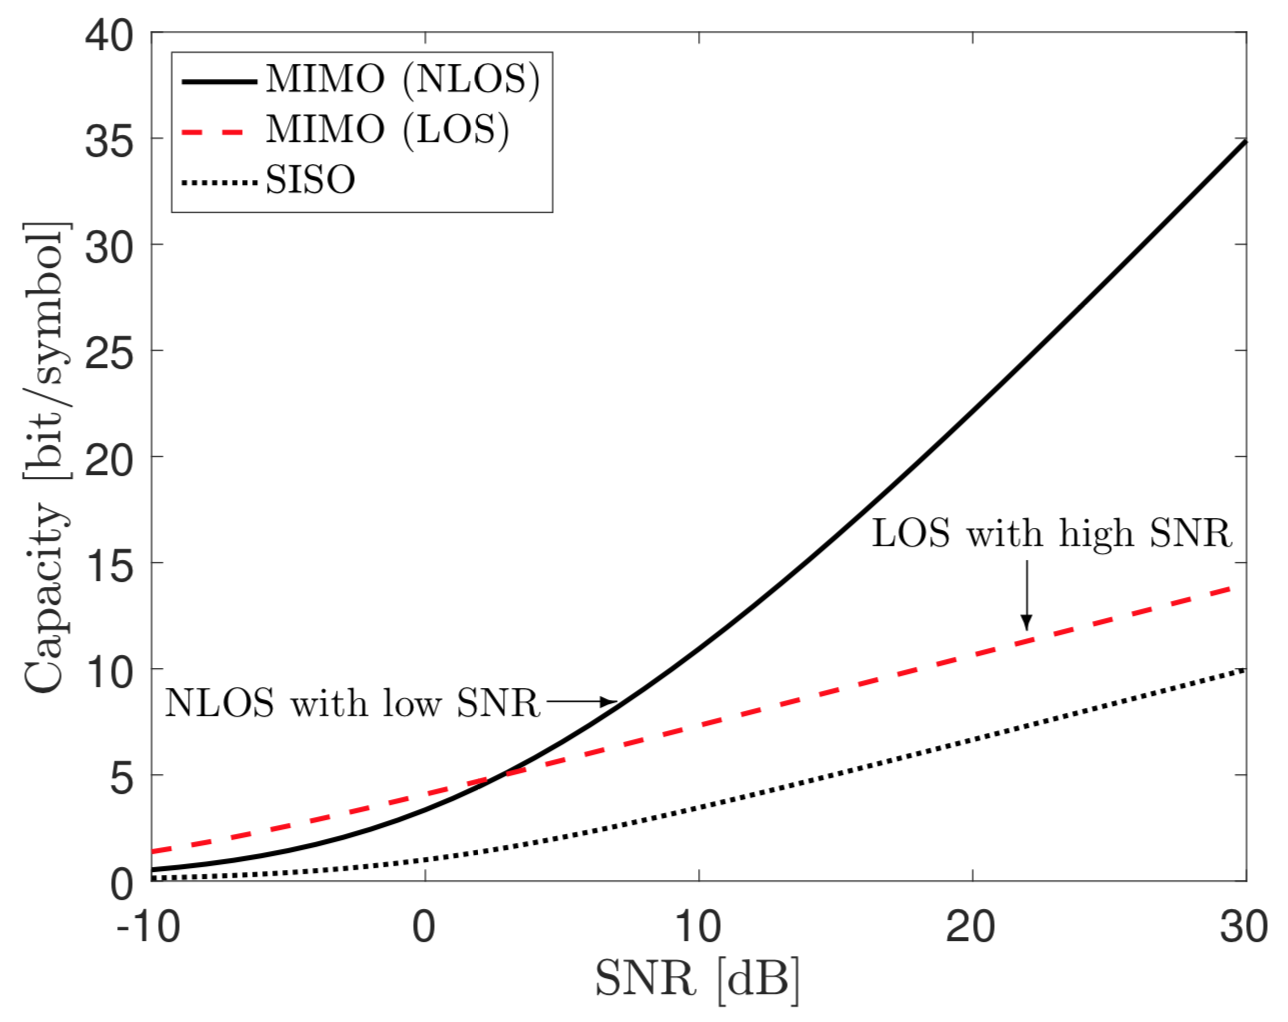 40
35
30
25
20
15
10
5
0
Capacity [bit/symbol]
MIMO (NLOS)
MIMO (LOS)
SISO
LOS with high SNR
NLOS with low SNR
-10 0 10 20 30
SNR [dB]